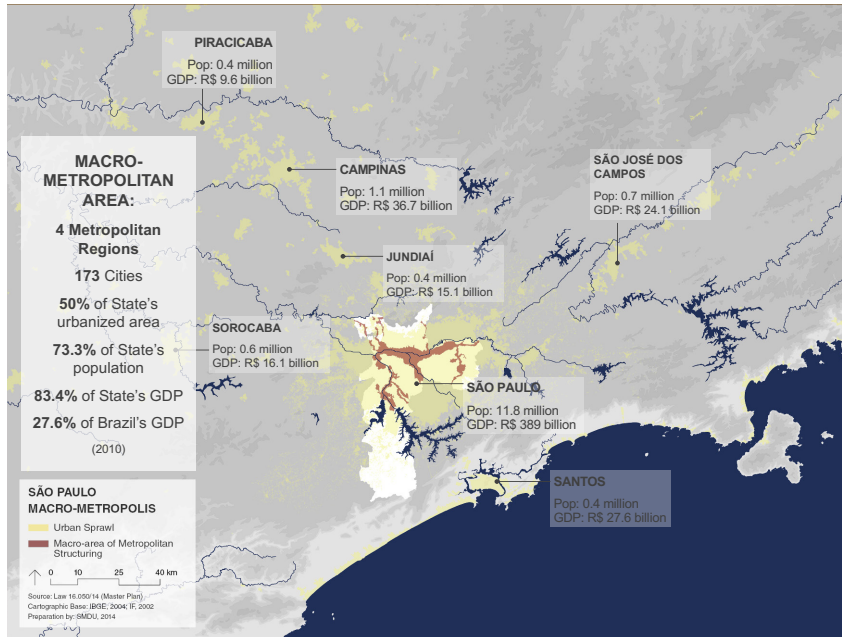 PIRACICABA
Pop: 0.4 million
GDP: R$ 9.6 billion
MACRO-
METROPOLITAN
AREA:
4 Metropolitan
Regions
173 Cities
50% of State's
urbanized area
73.3% of State's
population
83.4% of State's GDP
27.6% of Brazil's GDP
(2010)
CAMPINAS
Pop: 1.1 million
GDP: R$ 36.7 billion
SÃO JOSÉ DOS
CAMPOS
Pop: 0.7 million
GDP: R$ 24.1 billion
JUNDIAÍ
Pop: 0.4 million
GDP: R$ 15.1 billion
SOROCABA
Pop: 0.6 million
GDP: R$ 16.1 billion
SÃO PAULO
Pop: 11.8 million
GDP: R$ 389 billion
SANTOS
Pop: 0.4 million
GDP: R$ 27.6 billion
SÃO PAULO
MACRO-METROPOLIS
Urban Sprawl
Macro-area of Metropolitan
Structuring
0 10 25 40 km
Source: Law 16.050/14 (Master Plan)
Cartographic Base: IBGE, 2004; IF, 2002
Preparation by: SMDU, 2014